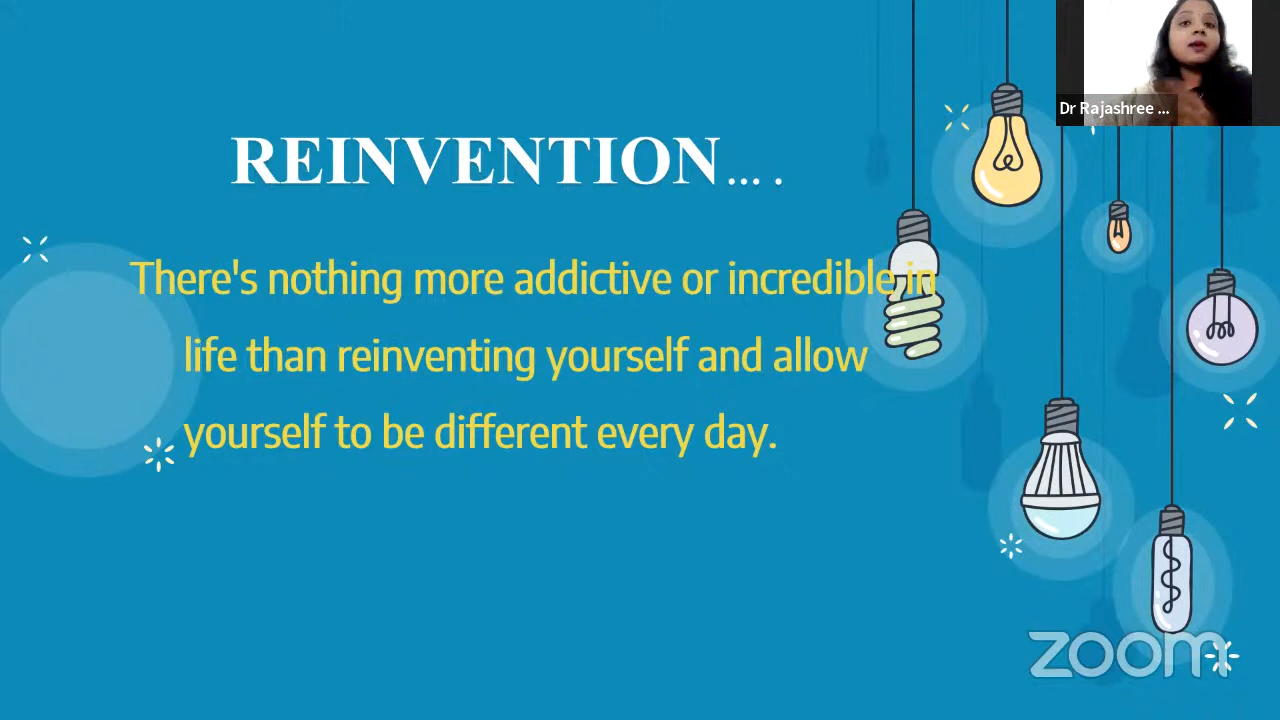 Dr Rajashree ...
REINVENTION... .
There's nothing more addictive or incredible in
life than reinventing yourself and allow
yourself to be different every day.
zoom